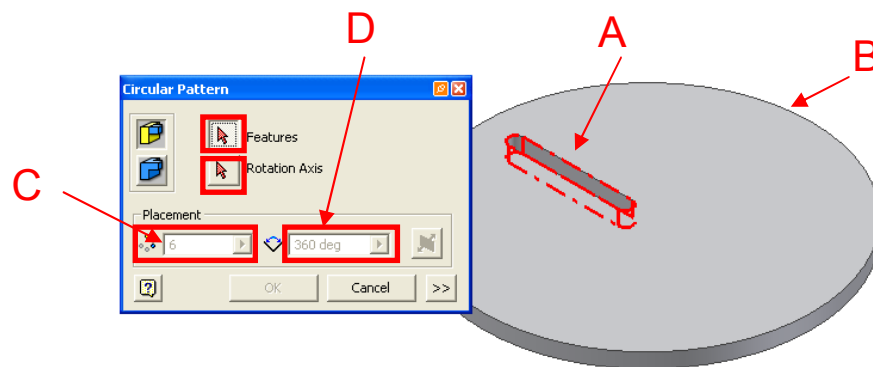 D
A
B
Circular Pattern
Features
Rotation Axis
C
Placement
6
360 deg
OK
Cancel
>>